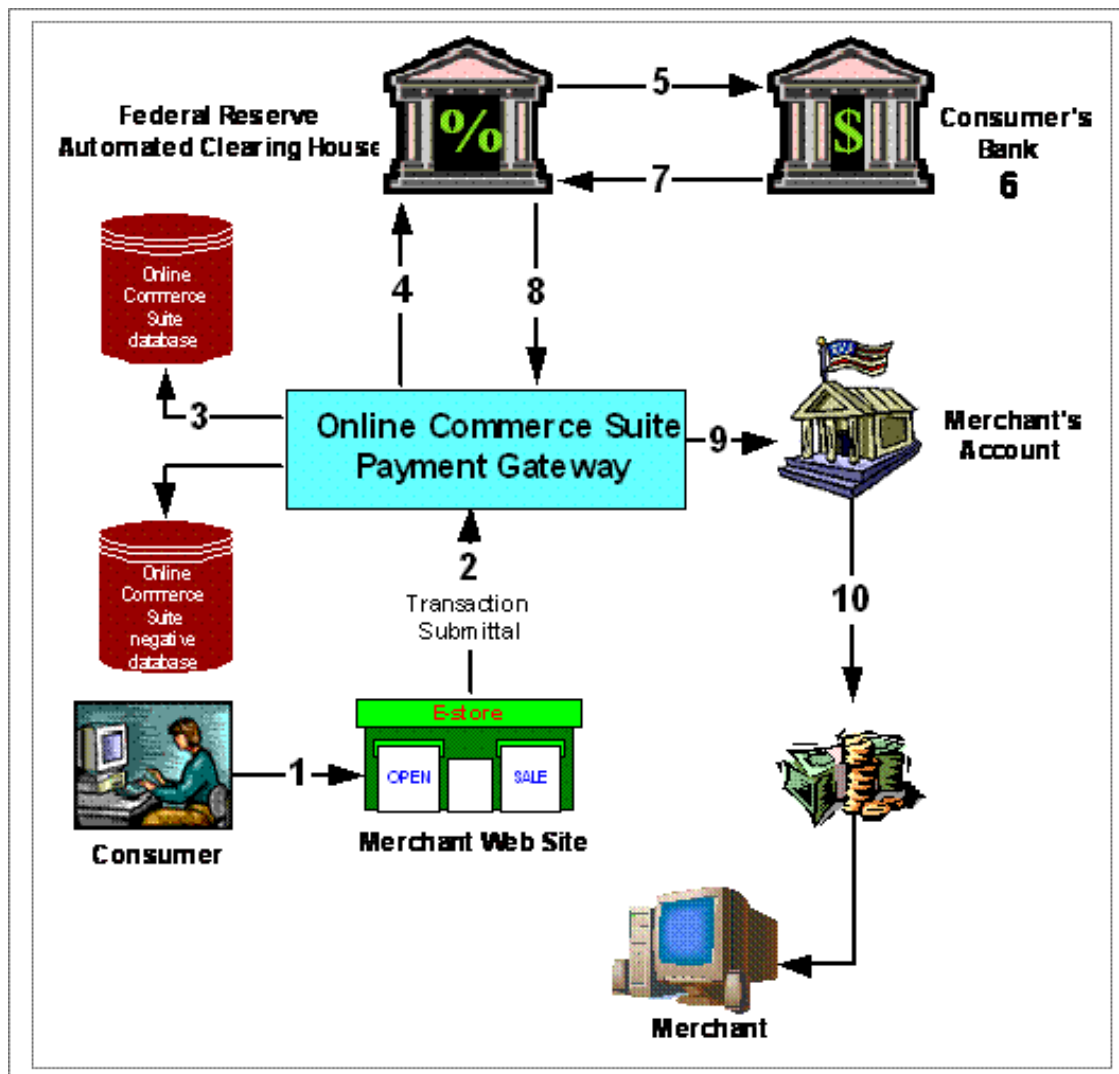 5
Federal Reserve
Automated Clearing House
%
$
Consumer's
Bank
6
7
Online
Commerce
Suite
database
4
8
3
Online Commerce Suite
Payment Gateway
9
Merchant's
Account
2
Transaction
Submittal
Online
Commerce
Suite
negative
database
10
E-store
OPEN
SALE
1
Consumer
Merchant Web Site
Merchant